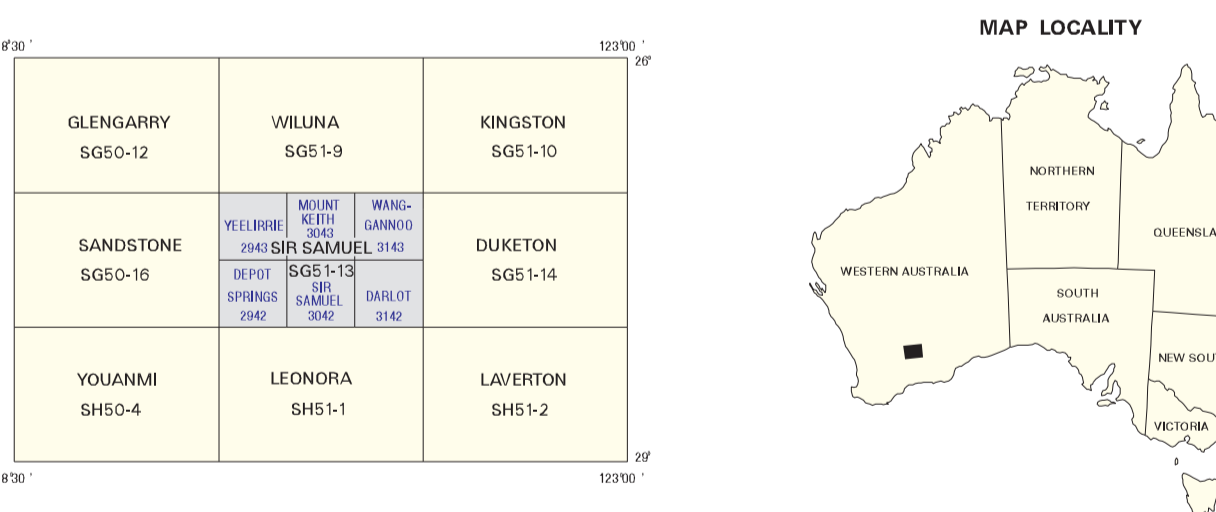 MAP LOCALITY
8°30 '
123°00 '
26°
GLENGARRY
SG50-12
WILUNA
SG51-9
KINGSTON
SG51-10
SANDSTONE
SG50-16
YEELIRRIE
2943
MOUNT
KEITH
3043
WANG-
GANNOO
3143
SIR SAMUEL
SG51-13
DEPOT
SPRINGS
2942
SIR
SAMUEL
3042
DARLOT
3142
DUKETON
SG51-14
YOUANMI
SH50-4
LEONORA
SH51-1
LAVERTON
SH51-2
29°
8°30 '
123°00 '
NORTHERN
TERRITORY
QUEENSLA
WESTERN AUSTRALIA
SOUTH
AUSTRALIA
NEW SOU
VICTORIA